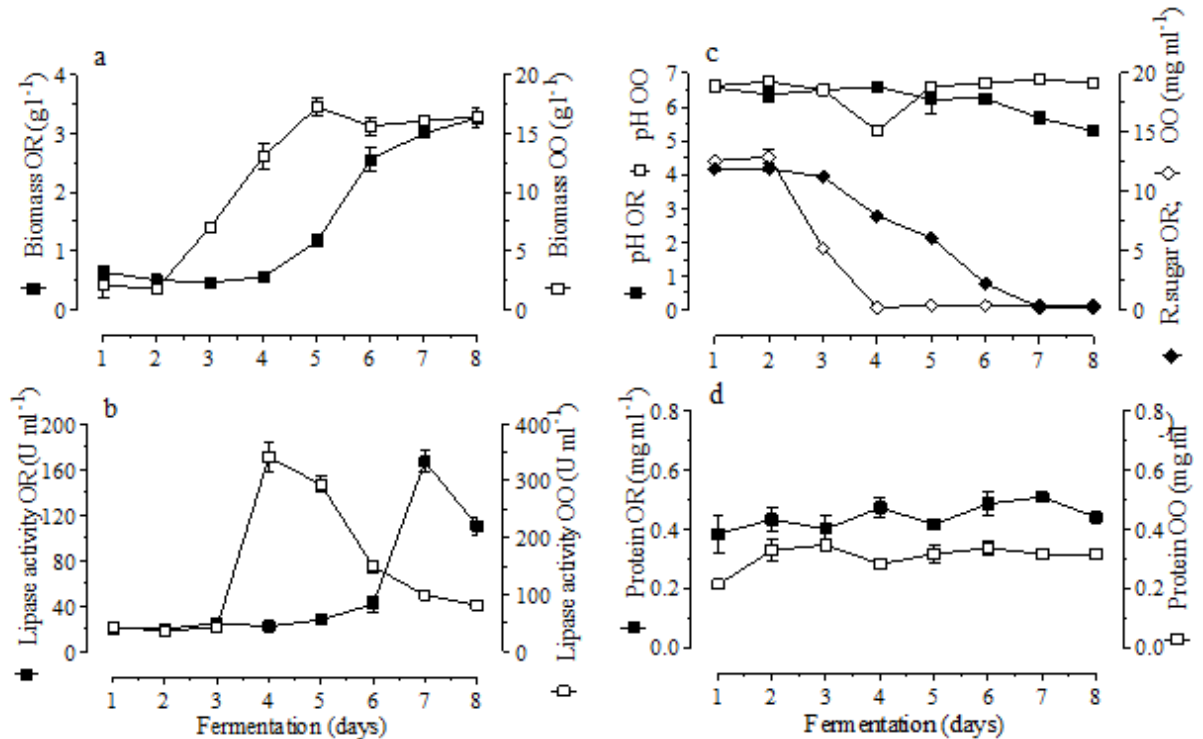 a
4
3
2
1
0
Biomass OR (g l⁻¹)
20
15
10
5
0
Biomass OO (g l⁻¹)
1 2 3 4 5 6 7 8
c
7
6
5
4
3
2
1
0
pH OR pH OO
20
15
10
5
0
R.sugar OR; OO (mg ml⁻¹)
1 2 3 4 5 6 7 8
b
200
160
120
80
40
0
Lipase activity OR (U ml⁻¹)
400
300
200
100
0
Lipase activity OO (U ml⁻¹)
1 2 3 4 5 6 7 8
Fermentation (days)
d
0.8
0.6
0.4
0.2
0.0
Protein OR (mg ml⁻¹)
0.8
0.6
0.4
0.2
0.0
Protein OO (mg ml⁻¹)
1 2 3 4 5 6 7 8
Fermentation (days)